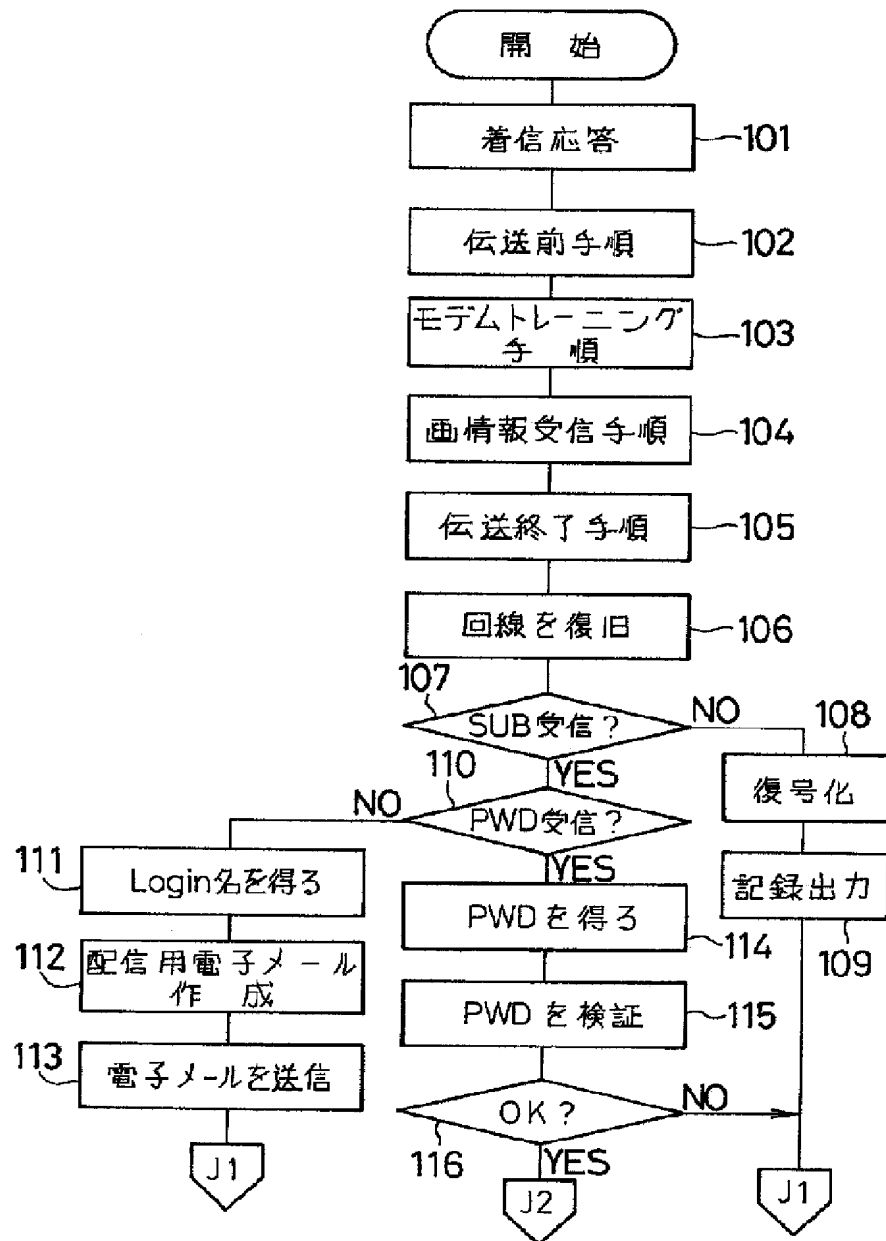 開始
着信応答
101
伝送前手順
102
モデムトレーニング
手順
103
画情報受信手順
104
伝送終了手順
105
回線を復旧
106
107
SUB受信?
NO
YES
108
復号化
記録出力
109
110
PWD受信?
NO
YES
111
Login名を得る
112
配信用電子メール
作成
113
電子メールを送信
J1
PWDを得る
114
PWDを検証
115
OK?
NO
116
YES
J2
J1